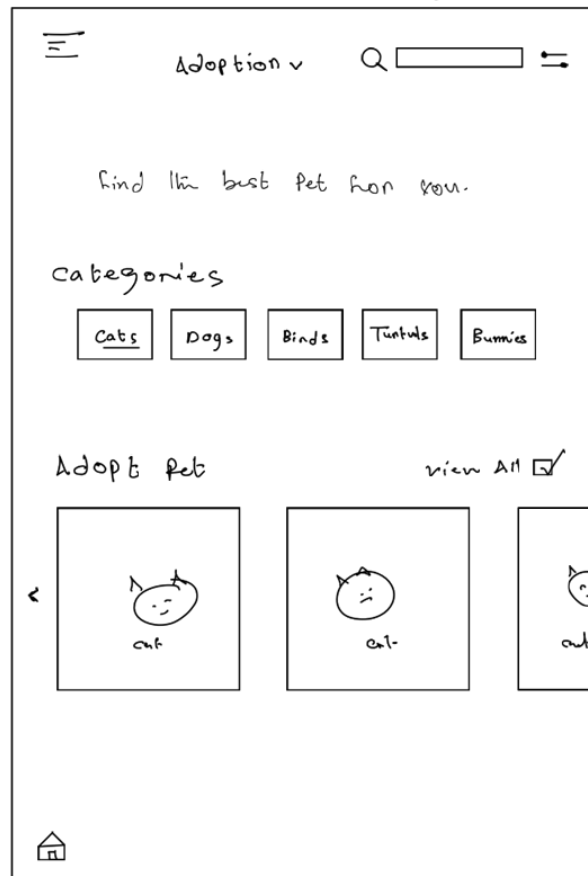 Adoption
Find the best Pet for you.
Categories
Cats Dogs Birds Turtuls Bunnies
Adopt Pet View All
cat cat cat